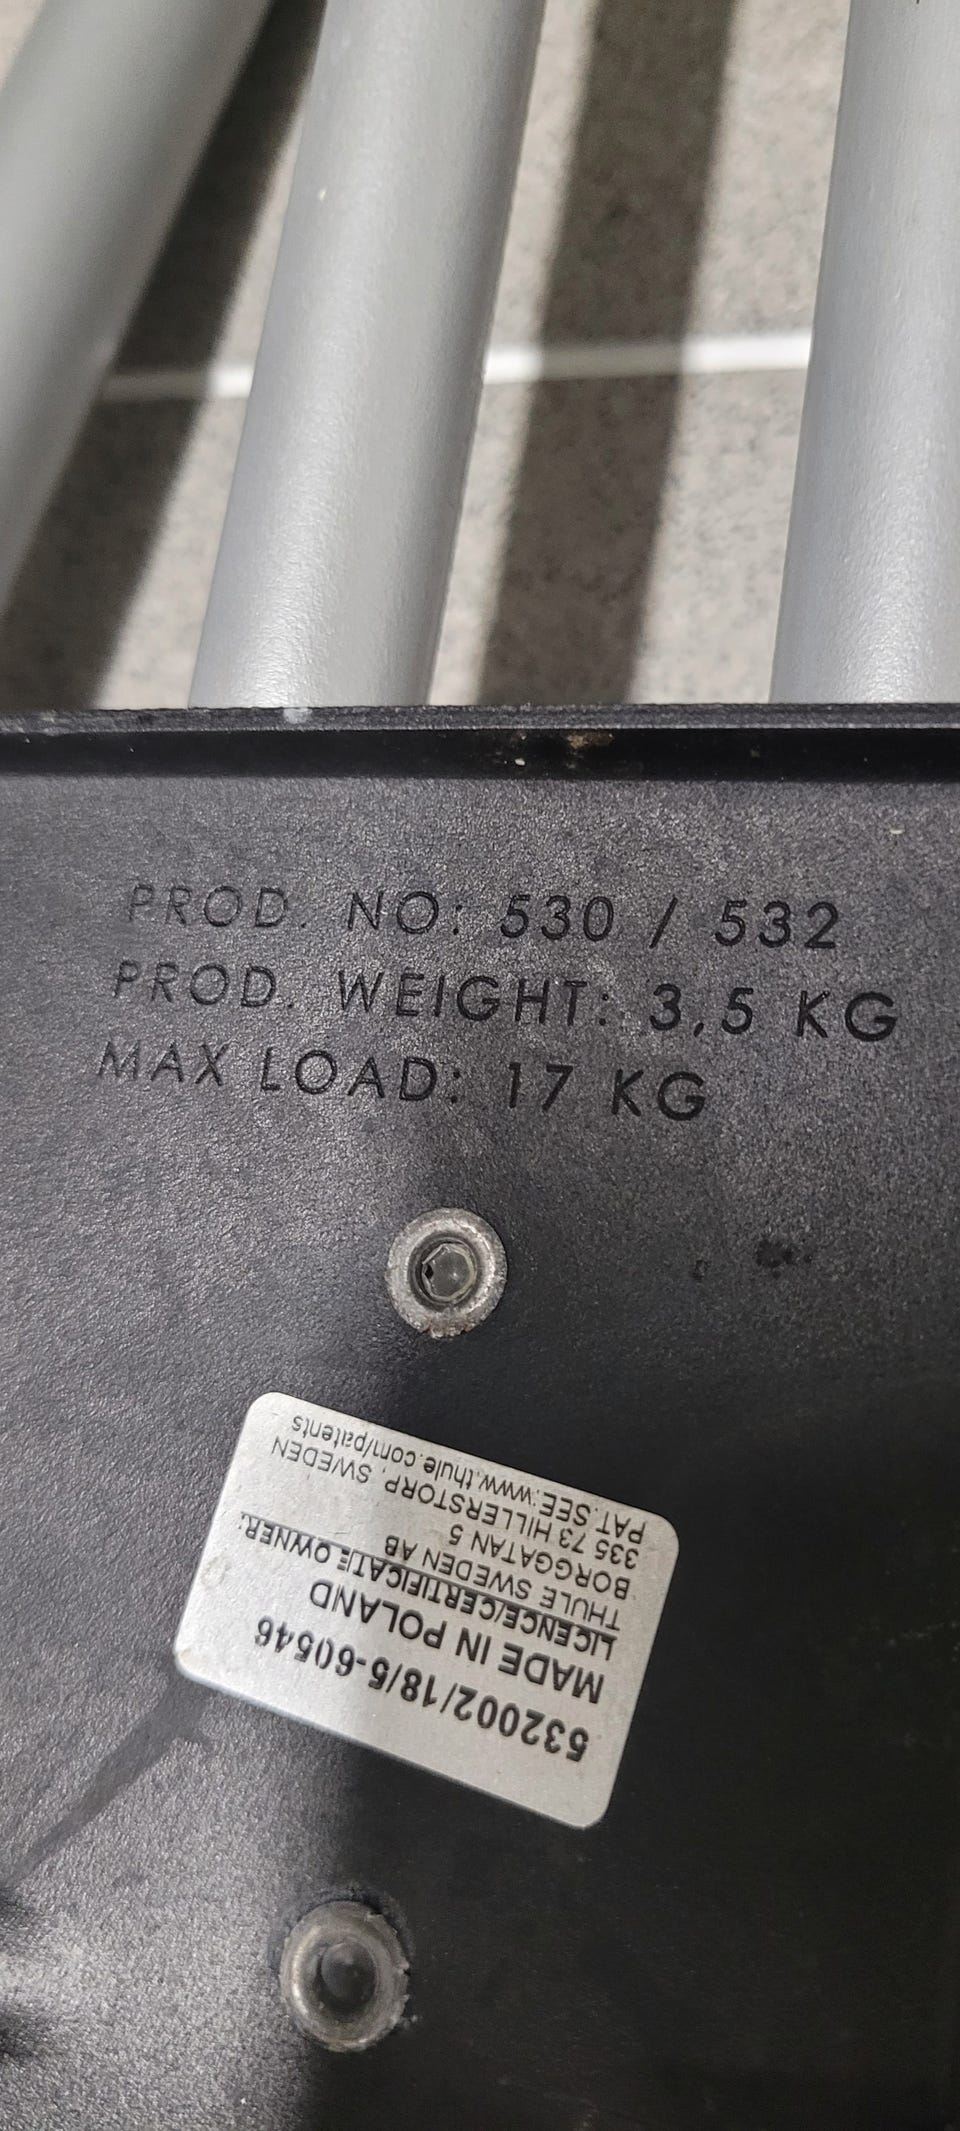 PROD. NO: 530 / 532
PROD. WEIGHT: 3,5 KG
MAX LOAD: 17 KG
532002/18/5-60546
MADE IN POLAND
LICENCE/CERTIFICATE OWNER:
THULE SWEDEN AB
BORGGATAN 5
335 73 HILLERSTORP, SWEDEN
PAT.SEE:www.thule.com/patents